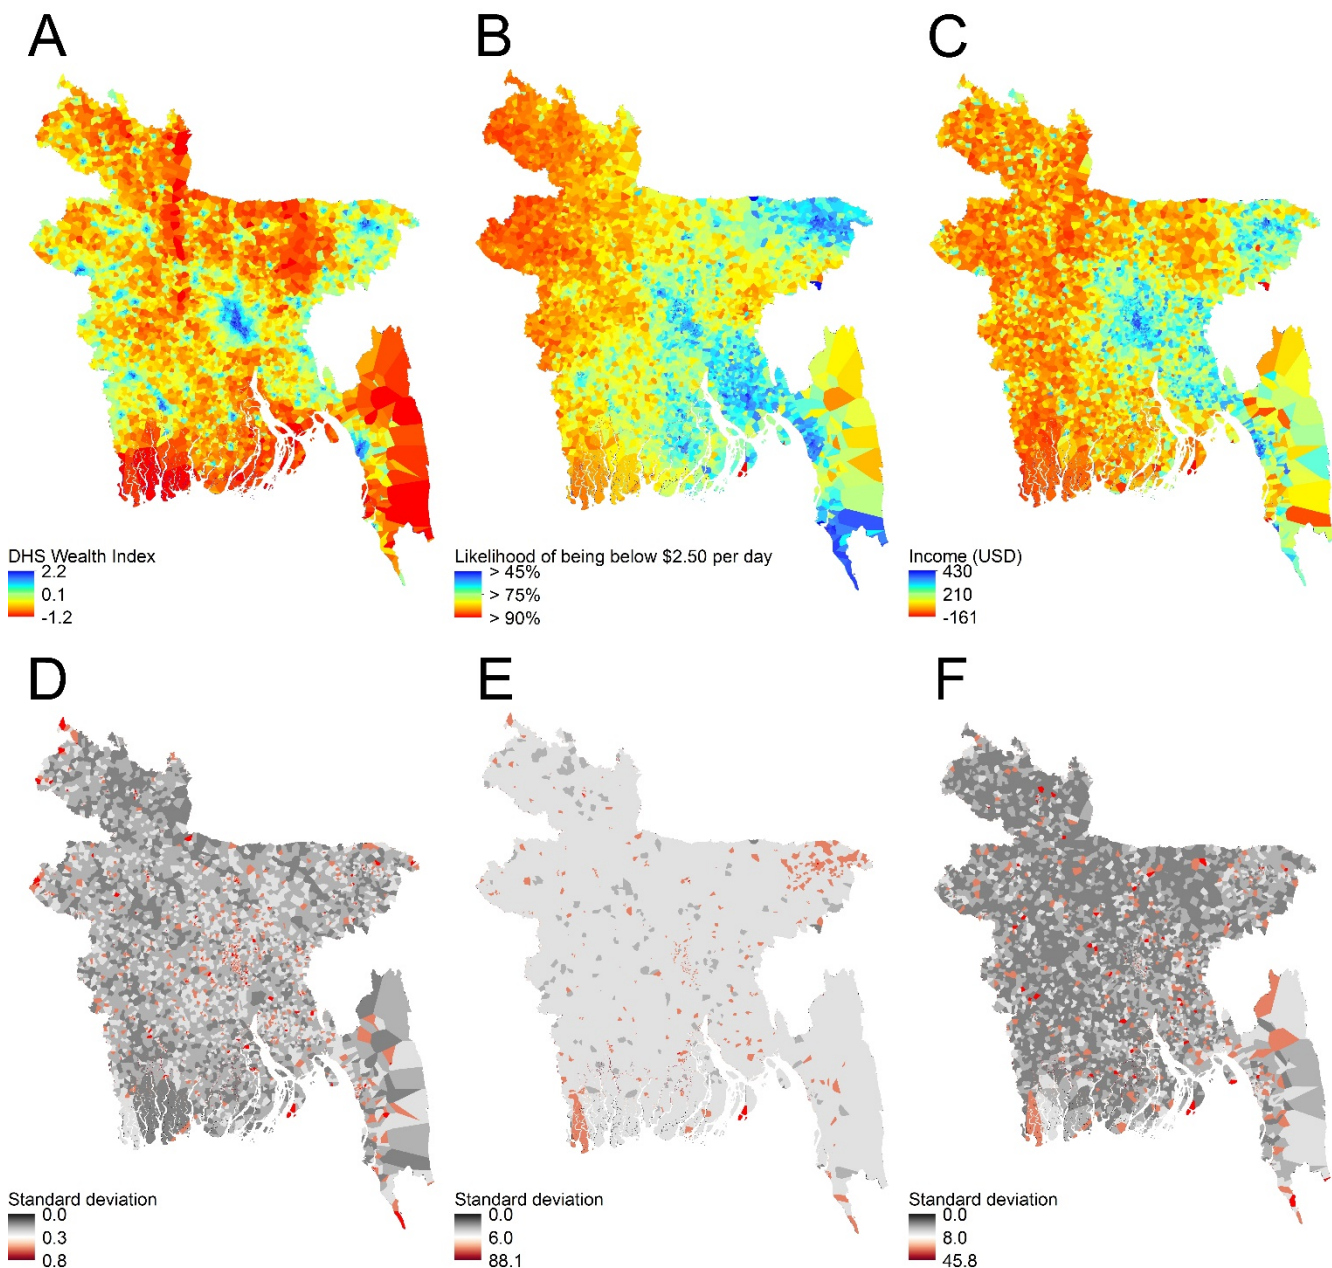 A
B
C
DHS Wealth Index
2.2
0.1
-1.2
Likelihood of being below $2.50 per day
> 45%
> 75%
> 90%
Income (USD)
430
210
-161
D
E
F
Standard deviation
0.0
0.3
0.8
Standard deviation
0.0
6.0
88.1
Standard deviation
0.0
8.0
45.8